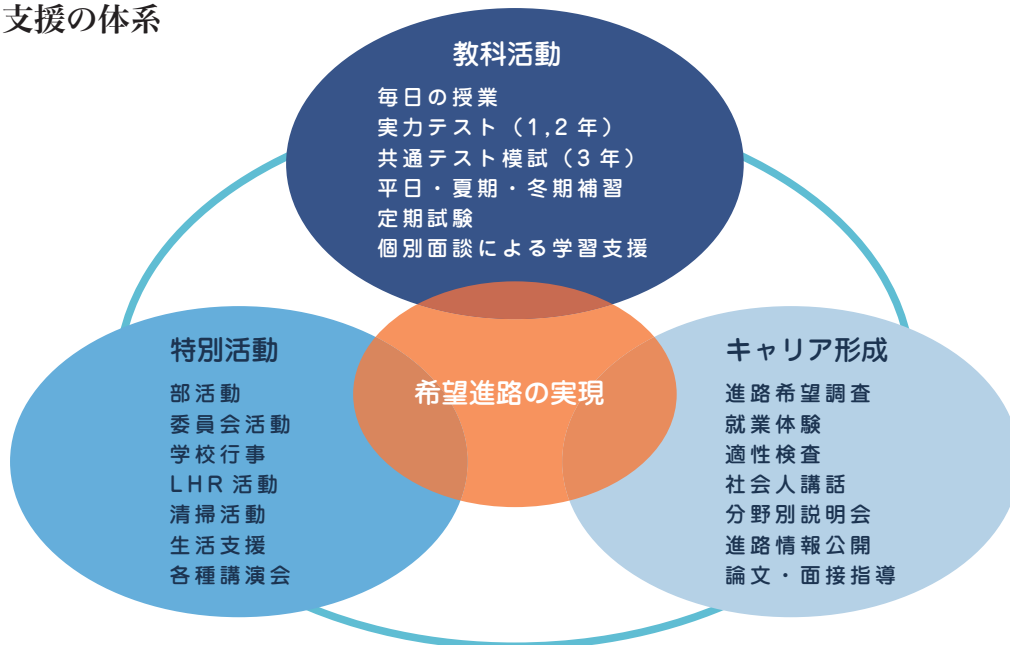 支援の体系
教科活動
毎日の授業
実力テスト（1,2 年）
共通テスト模試（3 年）
平日・夏期・冬期補習
定期試験
個別面談による学習支援
特別活動
部活動
委員会活動
学校行事
LHR 活動
清掃活動
生活支援
各種講演会
希望進路の実現
キャリア形成
進路希望調査
就業体験
適性検査
社会人講話
分野別説明会
進路情報公開
論文・面接指導